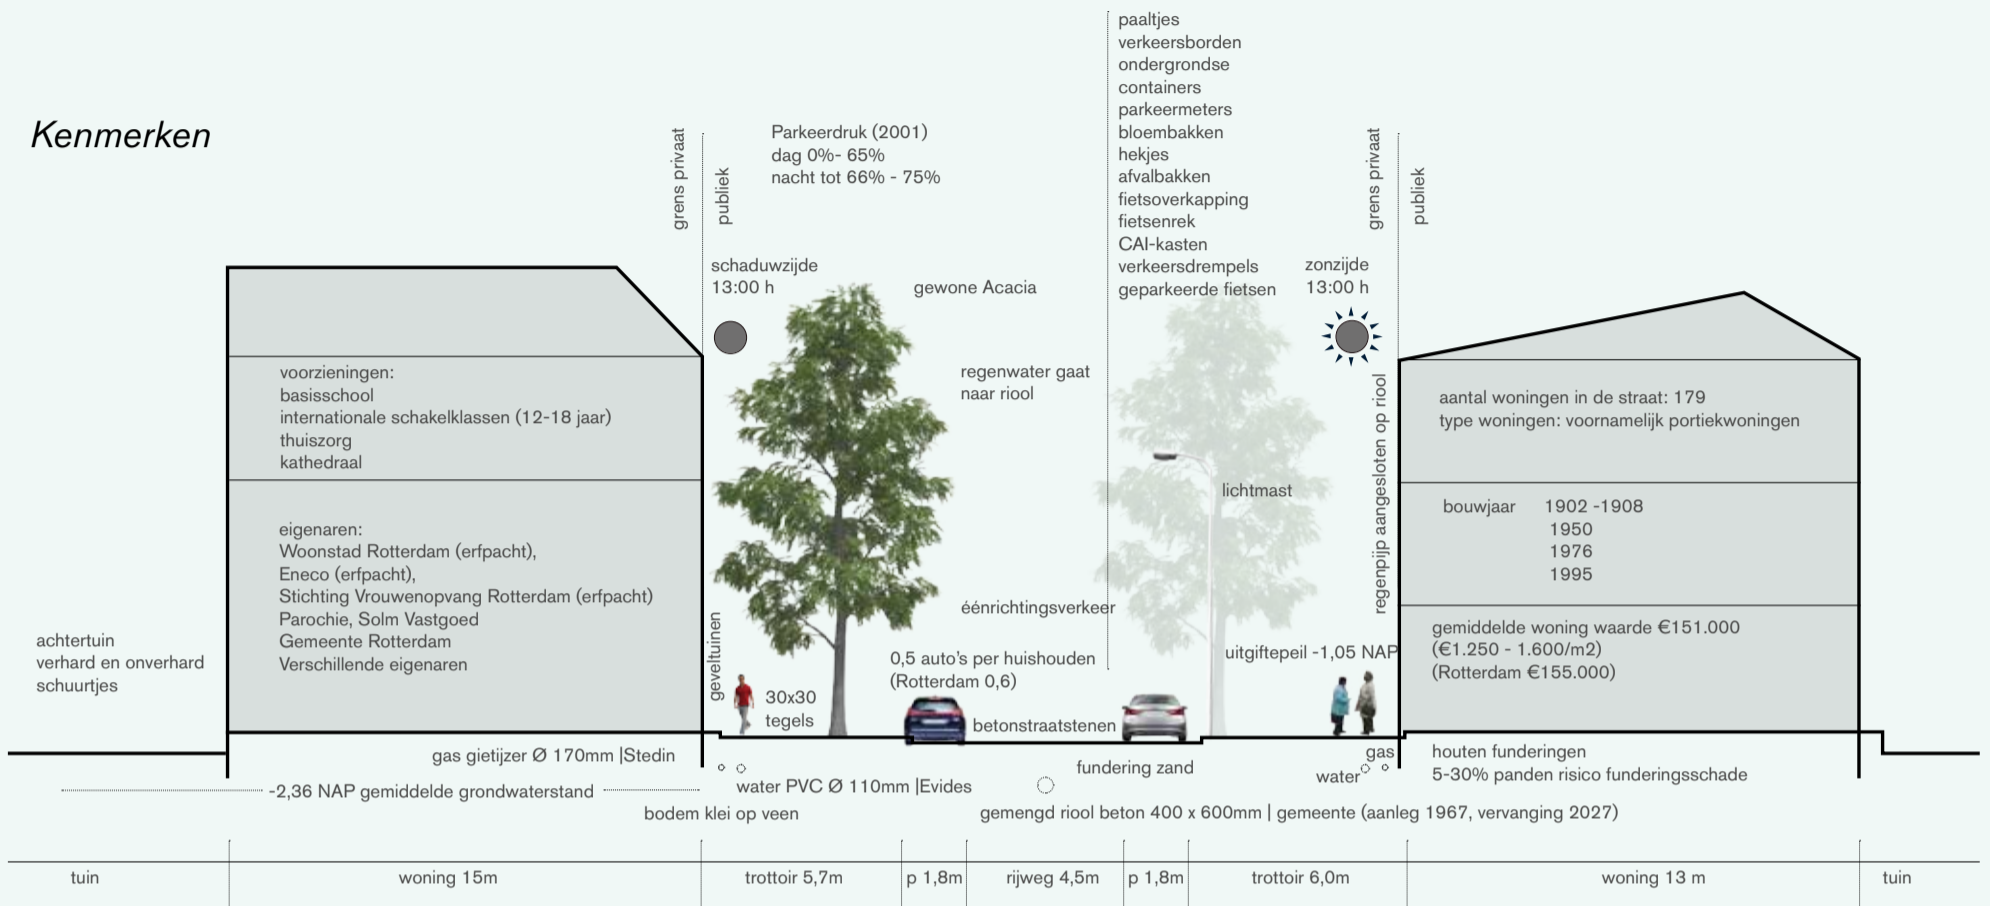 Kenmerken
grens privaat
publiek
Parkeerdruk (2001)
dag 0%- 65%
nacht tot 66% - 75%
paaltjes
verkeersborden
ondergrondse
containers
parkeermeters
bloembakken
hekjes
afvalbakken
fietsoverkapping
fietsenrek
CAI-kasten
verkeersdrempels
geparkeerde fietsen
grens privaat
publiek
schaduwzijde
13:00 h
gewone Acacia
zonzijde
13:00 h
voorzieningen:
basisschool
internationale schakelklassen (12-18 jaar)
thuiszorg
kathedraal
regenwater gaat
naar riool
regenpijp aangesloten op riool
aantal woningen in de straat: 179
type woningen: voornamelijk portiekwoningen
lichtmast
bouwjaar 1902 -1908
1950
1976
1995
eigenaren:
Woonstad Rotterdam (erfpacht),
Eneco (erfpacht),
Stichting Vrouwenopvang Rotterdam (erfpacht)
Parochie, Solm Vastgoed
Gemeente Rotterdam
Verschillende eigenaren
éénrichtingsverkeer
achtertuin
verhard en onverhard
schuurtjes
geveltuinen
30x30
tegels
0,5 auto's per huishouden
(Rotterdam 0,6)
betonstraatstenen
uitgiftepeil -1,05 NAP
gemiddelde woning waarde €151.000
(€1.250 - 1.600/m2)
(Rotterdam €155.000)
gas gietijzer Ø 170mm |Stedin
-2,36 NAP gemiddelde grondwaterstand
water PVC Ø 110mm |Evides
fundering zand
gas
water
houten funderingen
5-30% panden risico funderingsschade
bodem klei op veen
gemengd riool beton 400 x 600mm | gemeente (aanleg 1967, vervanging 2027)
tuin
woning 15m
trottoir 5,7m
p 1,8m
rijweg 4,5m
p 1,8m
trottoir 6,0m
woning 13 m
tuin